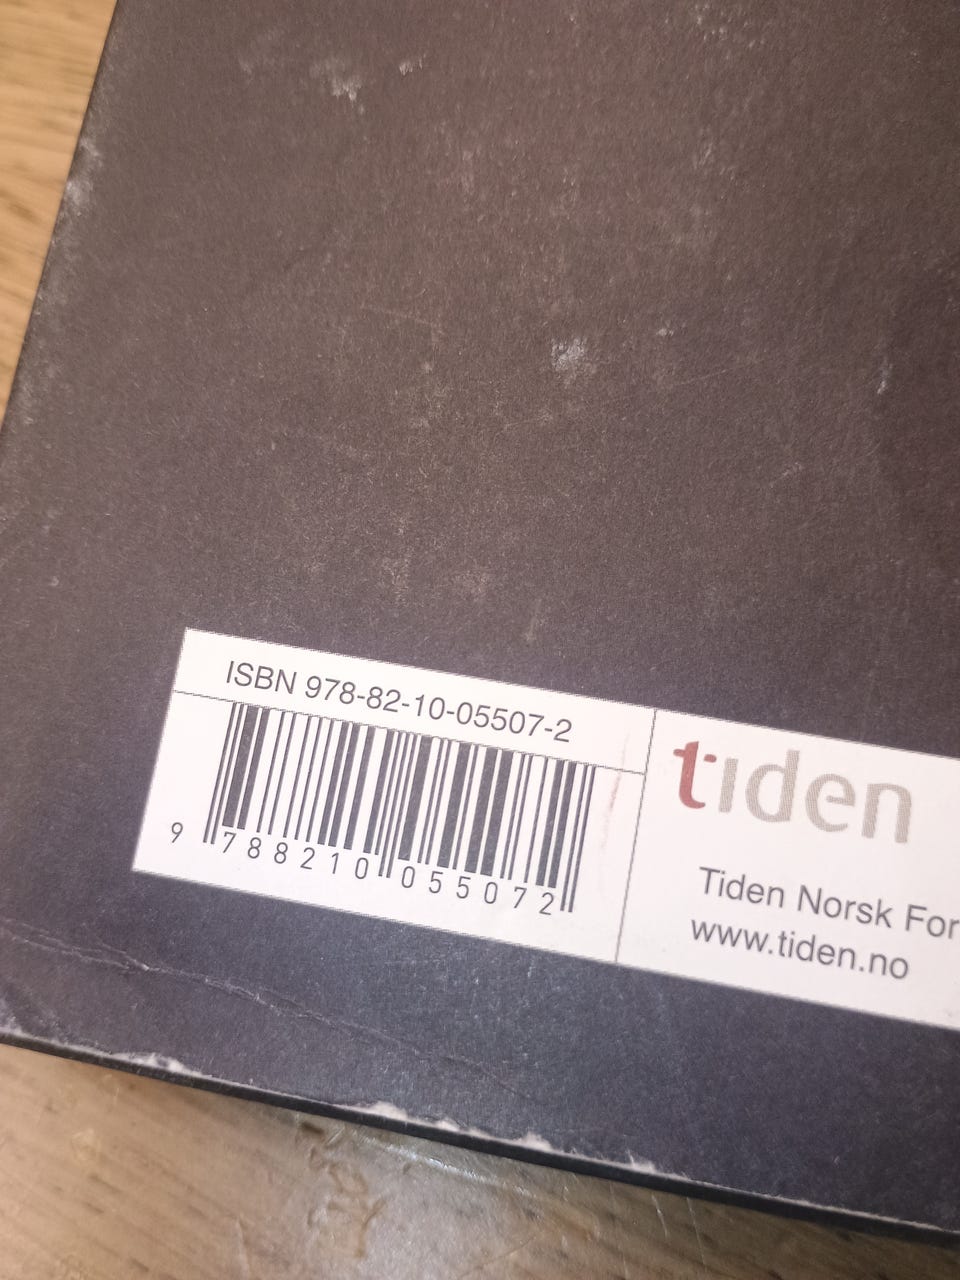 ISBN 978-82-10-05507-2
9 788210 055072
tiden
Tiden Norsk For
www.tiden.no